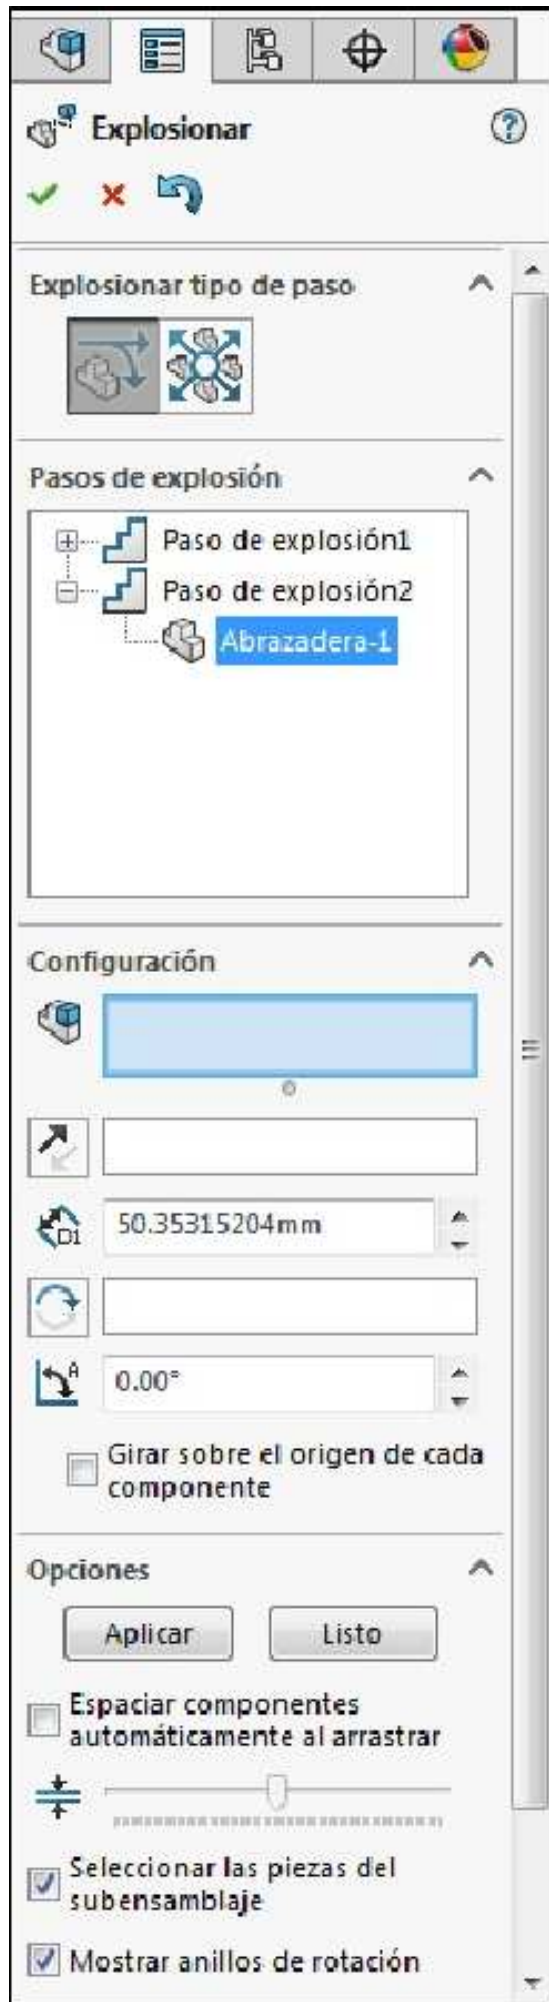 Explosionar
Explosionar tipo de paso
Pasos de explosión
Paso de explosión1
Paso de explosión2
Abrazadera-1
Configuración
D1
50.35315204mm
A
0.00°
Girar sobre el origen de cada
componente
Opciones
Aplicar
Listo
Espaciar componentes
automáticamente al arrastrar
Seleccionar las piezas del
subensamblaje
Mostrar anillos de rotación